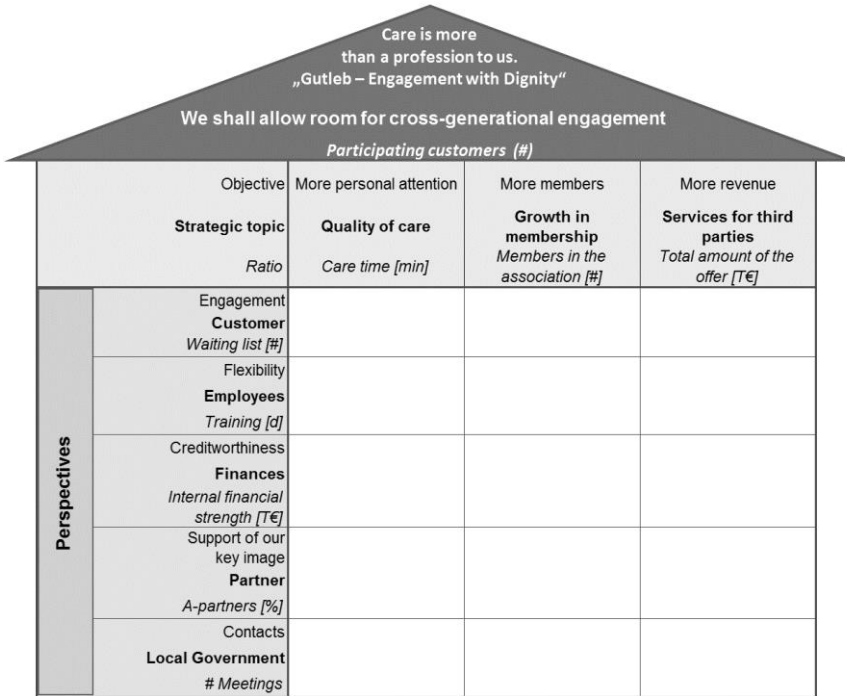 Care is more
than a profession to us.
„Gutleb – Engagement with Dignity“
We shall allow room for cross-generational engagement
Participating customers (#)
Objective
More personal attention
More members
More revenue
Strategic topic
Quality of care
Growth in
membership
Services for third
parties
Ratio
Care time [min]
Members in the
association [#]
Total amount of the
offer [T€]
Perspectives
Engagement
Customer
Waiting list [#]
Flexibility
Employees
Training [d]
Creditworthiness
Finances
Internal financial
strength [T€]
Support of our
key image
Partner
A-partners [%]
Contacts
Local Government
# Meetings